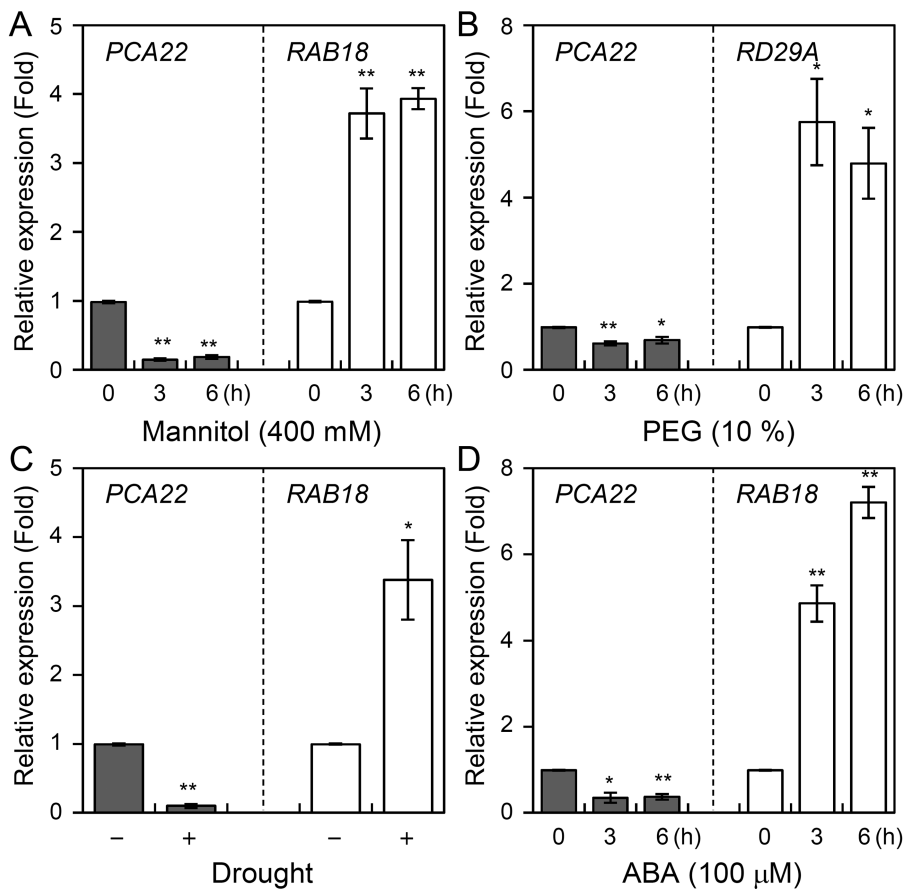 A
Relative expression (Fold)
5
4
3
2
1
0
PCA22
RAB18
** ** ** **
0 3 6 (h) 0 3 6 (h)
Mannitol (400 mM)
B
Relative expression (Fold)
8
6
4
2
0
PCA22
RD29A
** * * *
0 3 6 (h) 0 3 6 (h)
PEG (10 %)
C
Relative expression (Fold)
5
4
3
2
1
0
PCA22
RAB18
** *
– + – +
Drought
D
Relative expression (Fold)
8
6
4
2
0
PCA22
RAB18
* ** ** **
0 3 6 (h) 0 3 6 (h)
ABA (100 μM)